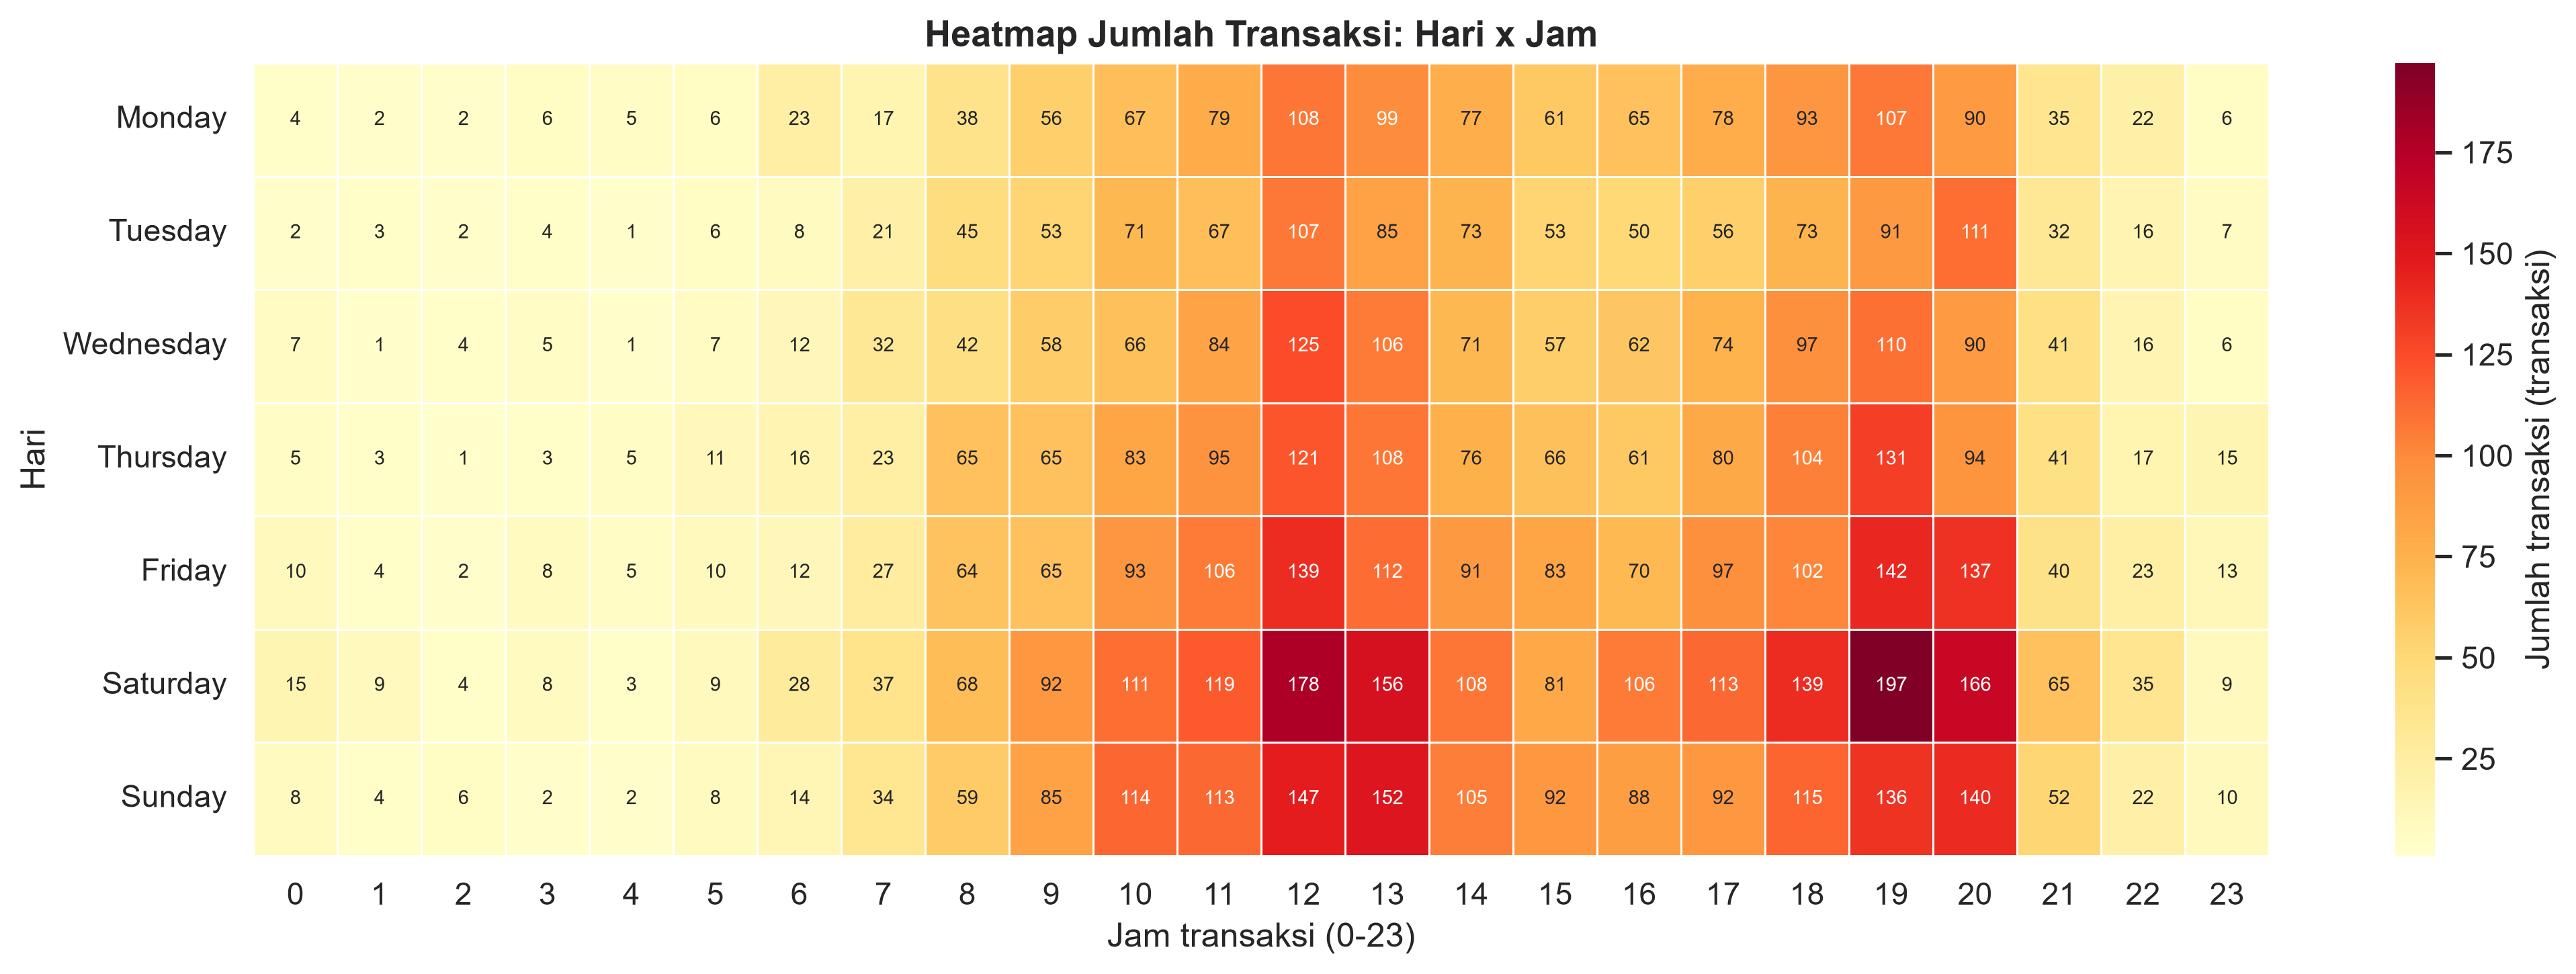 Heatmap Jumlah Transaksi: Hari x Jam
Hari
Monday 4 2 2 6 5 6 23 17 38 56 67 79 108 99 77 61 65 78 93 107 90 35 22 6
Tuesday 2 3 2 4 1 6 8 21 45 53 71 67 107 85 73 53 50 56 73 91 111 32 16 7
Wednesday 7 1 4 5 1 7 12 32 42 58 66 84 125 106 71 57 62 74 97 110 90 41 16 6
Thursday 5 3 1 3 5 11 16 23 65 65 83 95 121 108 76 66 61 80 104 131 94 41 17 15
Friday 10 4 2 8 5 10 12 27 64 65 93 106 139 112 91 83 70 97 102 142 137 40 23 13
Saturday 15 9 4 8 3 9 28 37 68 92 111 119 178 156 108 81 106 113 139 197 166 65 35 9
Sunday 8 4 6 2 2 8 14 34 59 85 114 113 147 152 105 92 88 92 115 136 140 52 22 10
0 1 2 3 4 5 6 7 8 9 10 11 12 13 14 15 16 17 18 19 20 21 22 23
Jam transaksi (0-23)
175
150
125
100
75
50
25
Jumlah transaksi (transaksi)